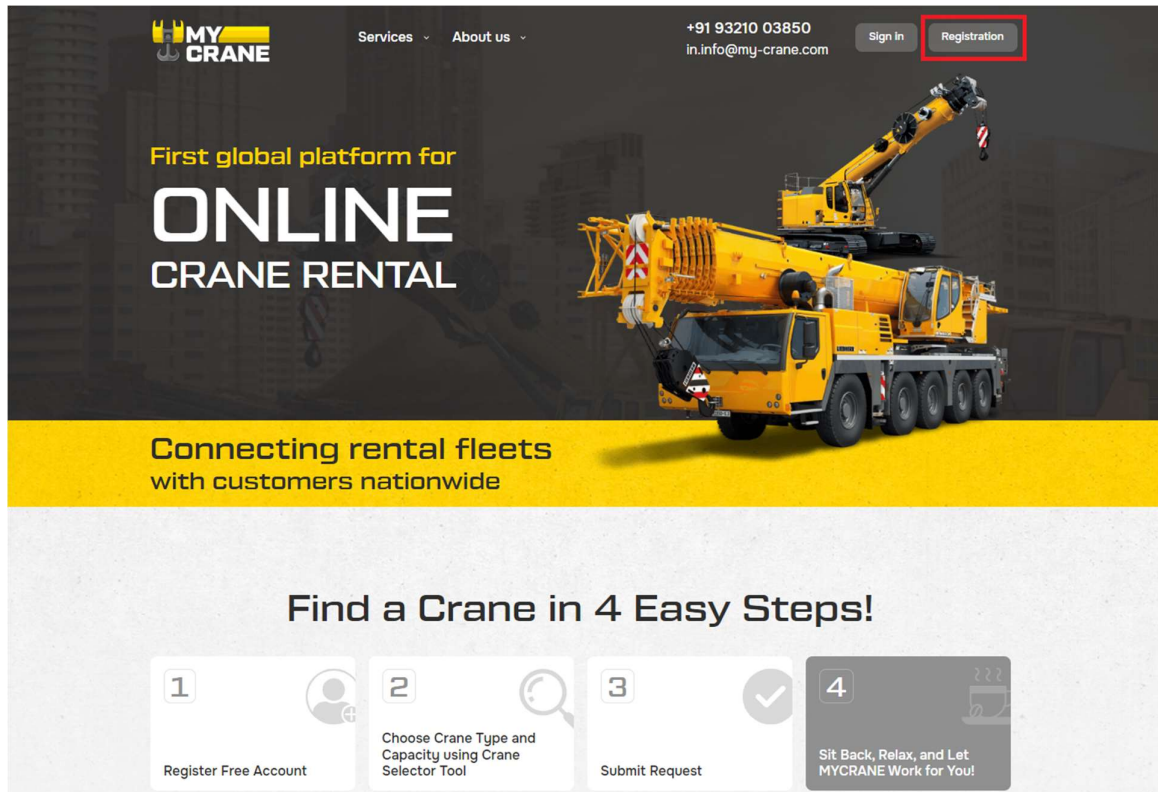 MY
CRANE
Services
About us
+91 93210 03850
in.info@my-crane.com
Sign in
Registration
First global platform for
ONLINE
CRANE RENTAL
Connecting rental fleets
with customers nationwide
Find a Crane in 4 Easy Steps!
1
Register Free Account
2
Choose Crane Type and
Capacity using Crane
Selector Tool
3
Submit Request
4
Sit Back, Relax, and Let
MYCRANE Work for You!